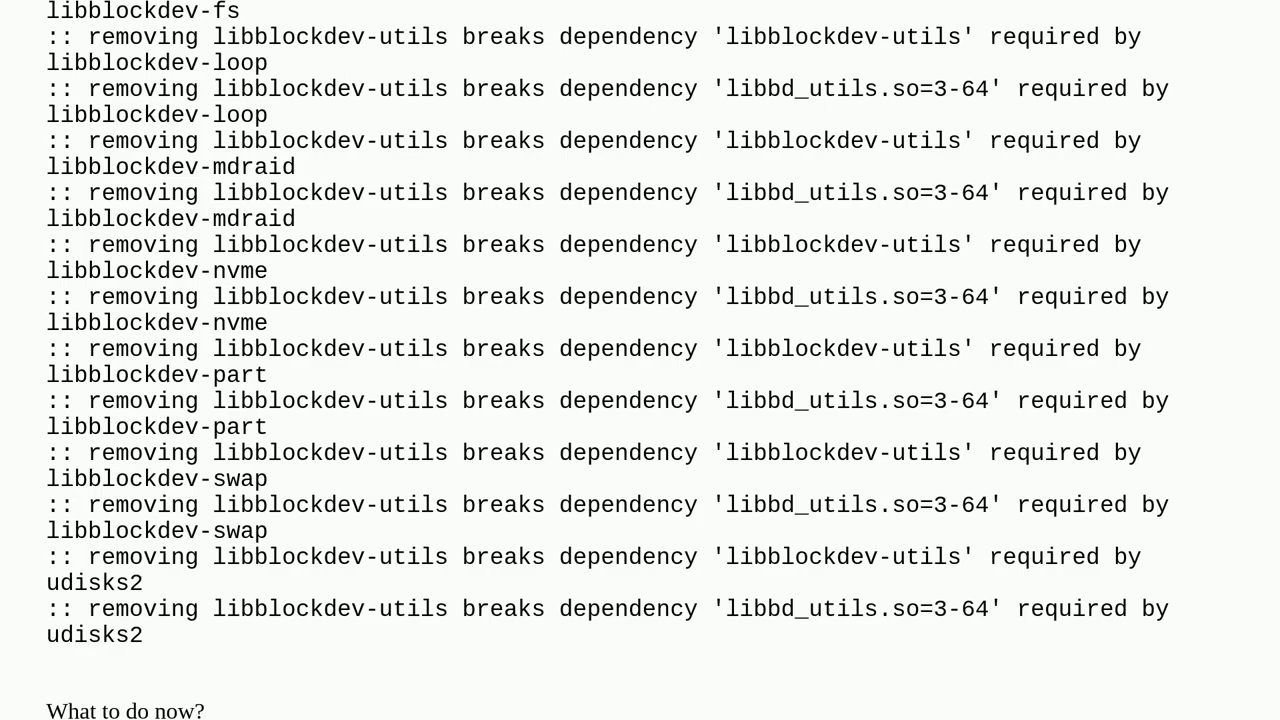 libblockdev-fs
:: removing libblockdev-utils breaks dependency 'libblockdev-utils' required by
libblockdev-loop
:: removing libblockdev-utils breaks dependency 'libbd_utils.so=3-64' required by
libblockdev-loop
:: removing libblockdev-utils breaks dependency 'libblockdev-utils' required by
libblockdev-mdraid
:: removing libblockdev-utils breaks dependency 'libbd_utils.so=3-64' required by
libblockdev-mdraid
:: removing libblockdev-utils breaks dependency 'libblockdev-utils' required by
libblockdev-nvme
:: removing libblockdev-utils breaks dependency 'libbd_utils.so=3-64' required by
libblockdev-nvme
:: removing libblockdev-utils breaks dependency 'libblockdev-utils' required by
libblockdev-part
:: removing libblockdev-utils breaks dependency 'libbd_utils.so=3-64' required by
libblockdev-part
:: removing libblockdev-utils breaks dependency 'libblockdev-utils' required by
libblockdev-swap
:: removing libblockdev-utils breaks dependency 'libbd_utils.so=3-64' required by
libblockdev-swap
:: removing libblockdev-utils breaks dependency 'libblockdev-utils' required by
udisks2
:: removing libblockdev-utils breaks dependency 'libbd_utils.so=3-64' required by
udisks2
What to do now?